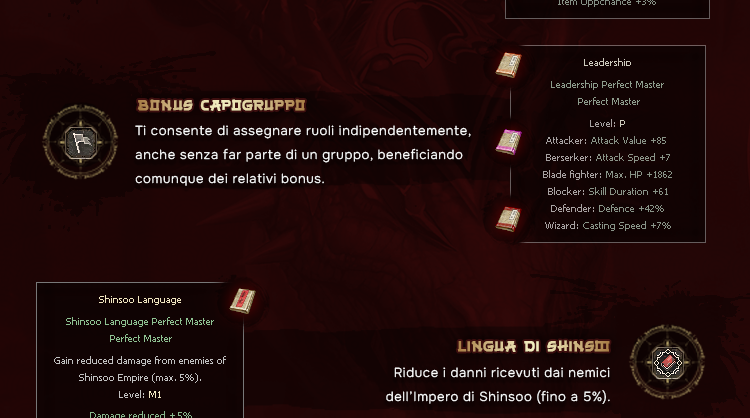 Item Oppchance +3%
Leadership
Leadership Perfect Master
Perfect Master
Level: P
Attacker: Attack Value +85
Berserker: Attack Speed +7
Blade fighter: Max. HP +1862
Blocker: Skill Duration +61
Defender: Defence +42%
Wizard: Casting Speed +7%
BONUS CAPOGRUPPO
Ti consente di assegnare ruoli indipendentemente,
anche senza far parte di un gruppo, beneficiando
comunque dei relativi bonus.
Shinsoo Language
Shinsoo Language Perfect Master
Perfect Master
Gain reduced damage from enemies of
Shinsoo Empire (max. 5%).
Level: M1
Damage reduced +5%
LINGUA DI SHINSOO
Riduce i danni ricevuti dai nemici
dell'Impero di Shinsoo (fino a 5%).